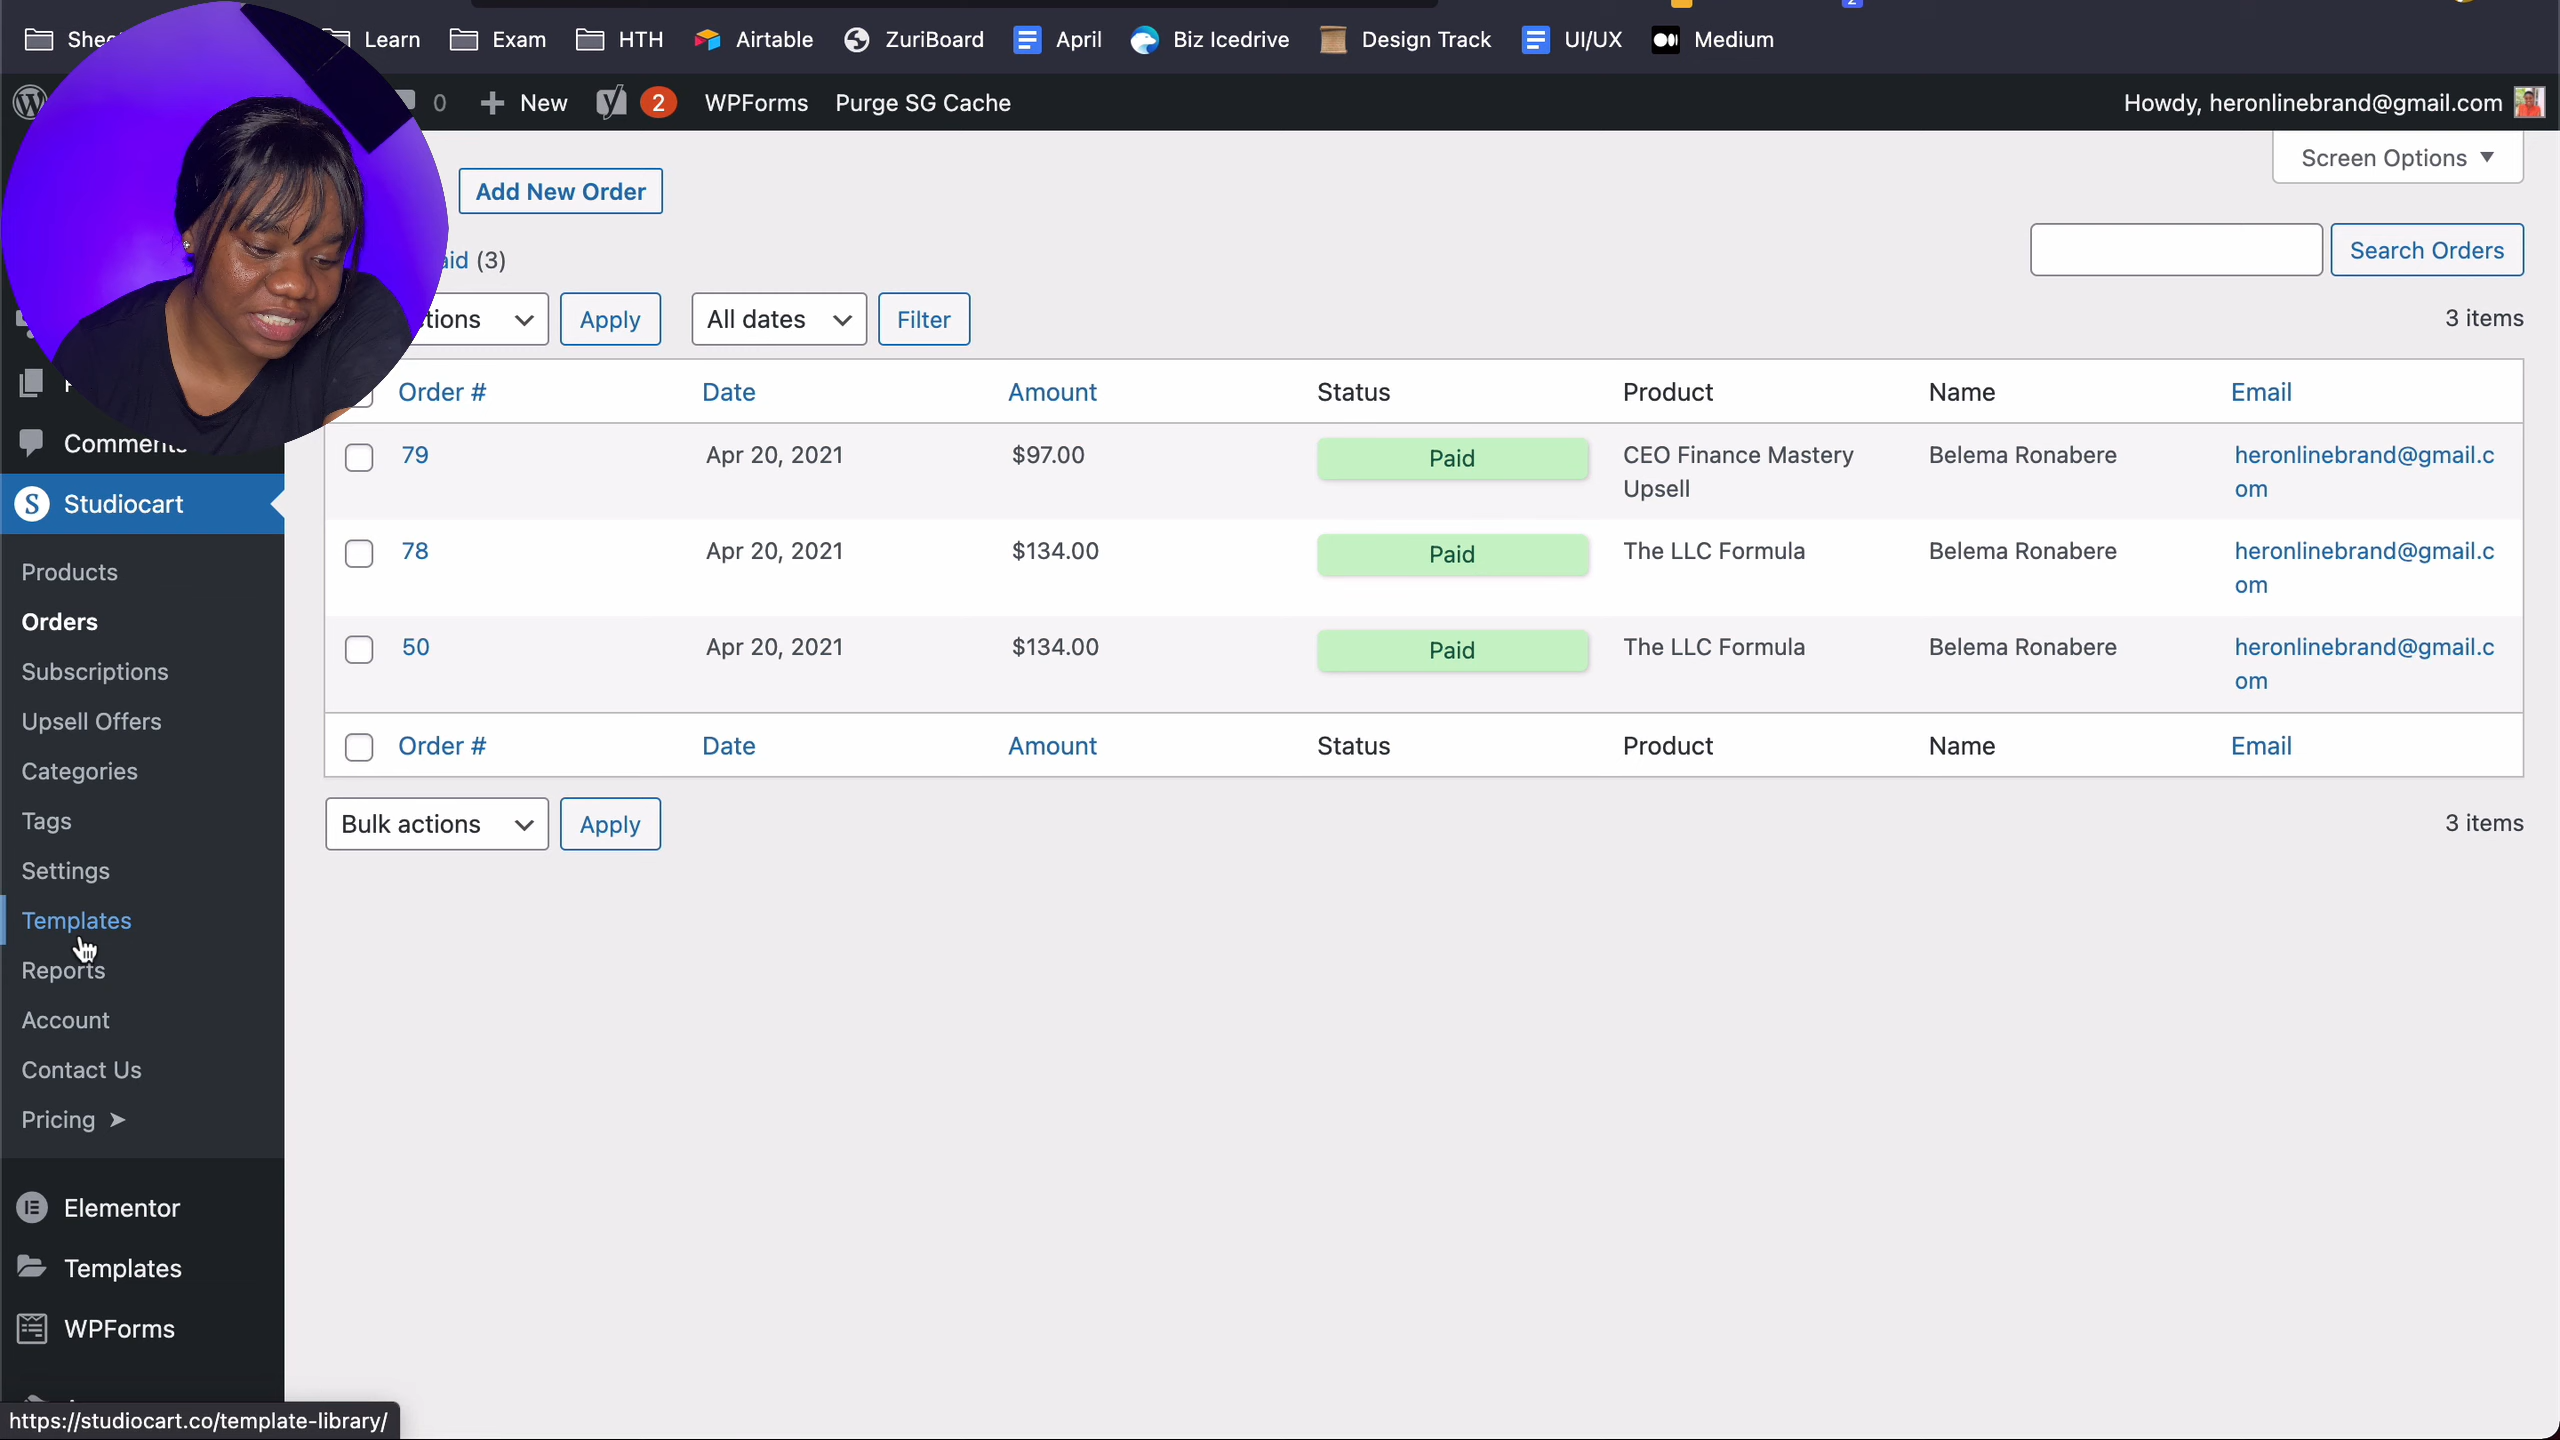 Learn Exam HTH Airtable ZuriBoard April Biz Icedrive Design Track UI/UX Medium
0 New 2 WPForms Purge SG Cache Howdy, heronlinebrand@gmail.com
Screen Options
Add New Order
(3)
Search Orders
Apply All dates Filter
3 items
Order # Date Amount Status Product Name Email
79 Apr 20, 2021 $97.00 Paid CEO Finance Mastery Upsell Belema Ronabere heronlinebrand@gmail.com
78 Apr 20, 2021 $134.00 Paid The LLC Formula Belema Ronabere heronlinebrand@gmail.com
50 Apr 20, 2021 $134.00 Paid The LLC Formula Belema Ronabere heronlinebrand@gmail.com
Order # Date Amount Status Product Name Email
Bulk actions Apply
3 items
Comments
Studiocart
Products
Orders
Subscriptions
Upsell Offers
Categories
Tags
Settings
Templates
Reports
Account
Contact Us
Pricing ➤
Elementor
Templates
WPForms
https://studiocart.co/template-library/